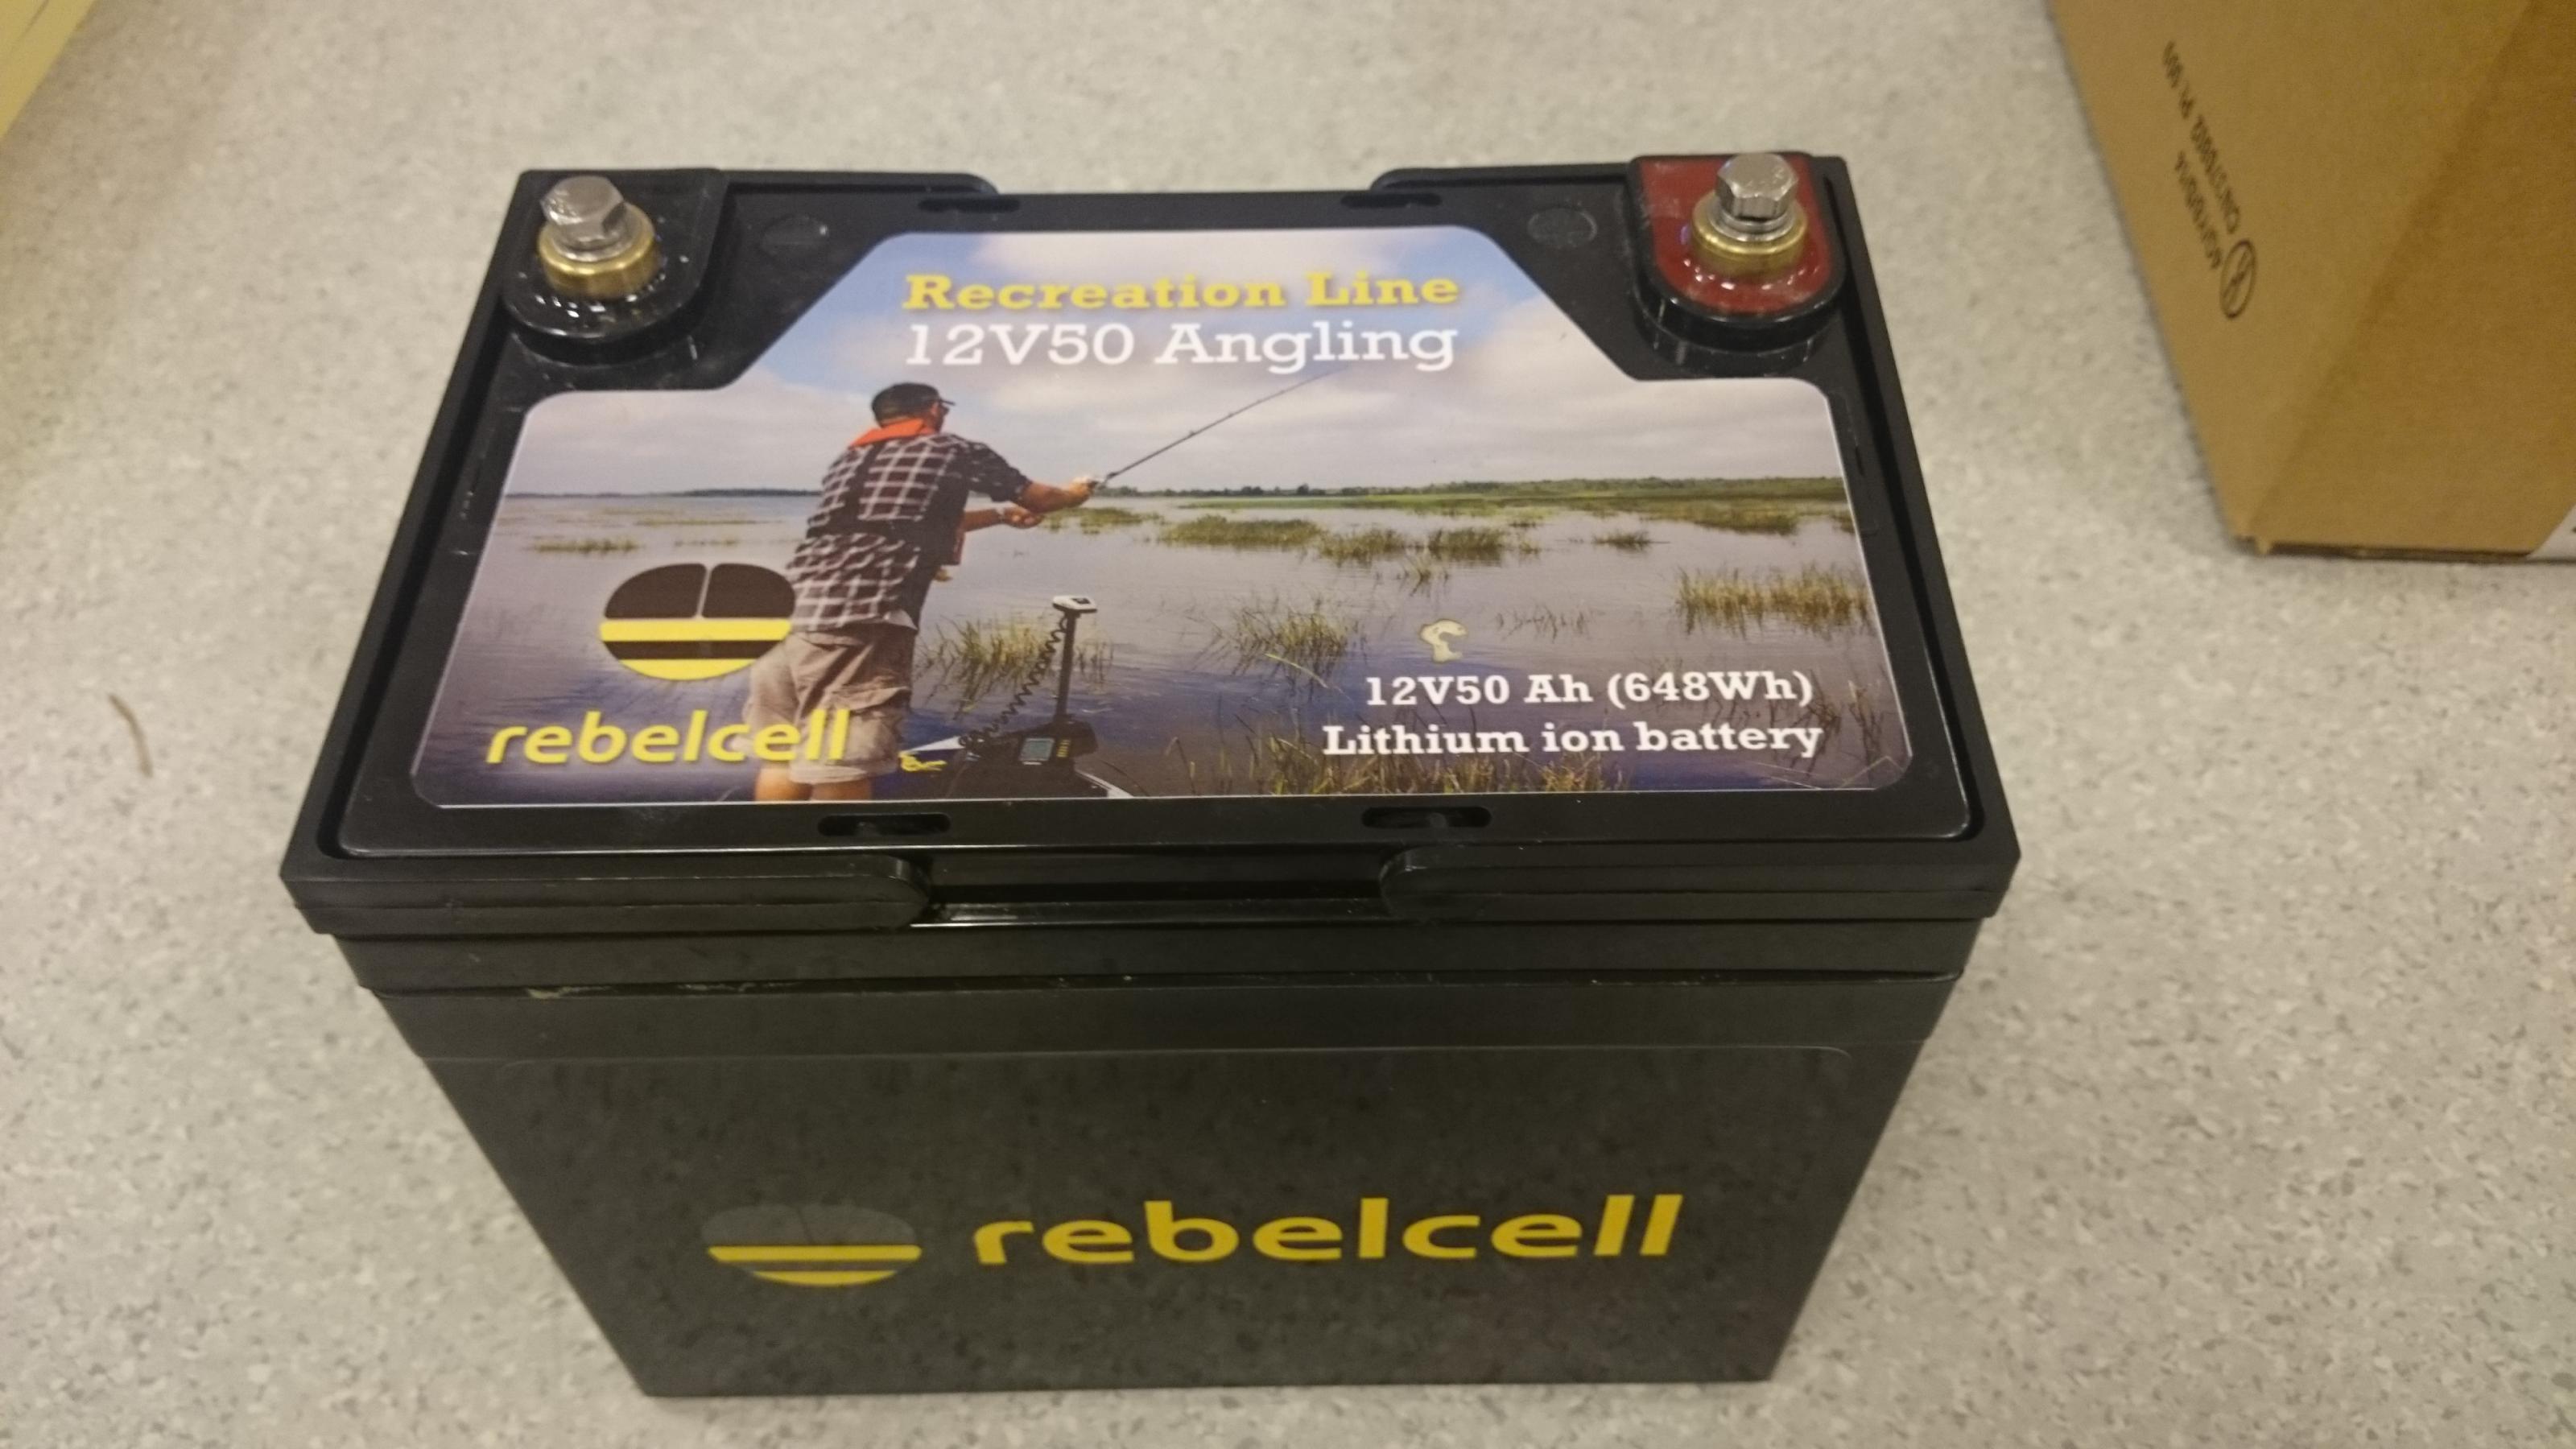 Recreation Line
12V50 Angling
rebelcell
12V50 Ah (648Wh)
Lithium ion battery
rebelcell